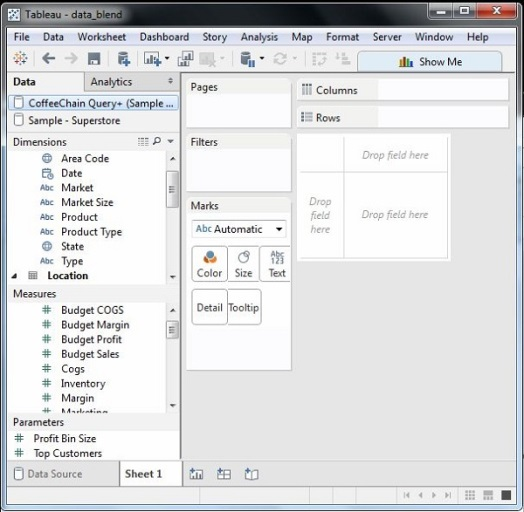 Tableau - data_blend
File Data Worksheet Dashboard Story Analysis Map Format Server Window Help
Show Me
Data Analytics
CoffeeChain Query+ (Sample ...
Sample - Superstore
Dimensions
Area Code
Date
Abc Market
Abc Market Size
Abc Product
Abc Product Type
State
Abc Type
Location
Measures
Budget COGS
Budget Margin
Budget Profit
Budget Sales
Cogs
Inventory
Margin
Marketing
Parameters
Profit Bin Size
Top Customers
Pages
Filters
Marks
Abc Automatic
Color Size Abc 123 Text
Detail Tooltip
Columns
Rows
Drop field here
Drop
field
here
Drop field here
Data Source Sheet 1